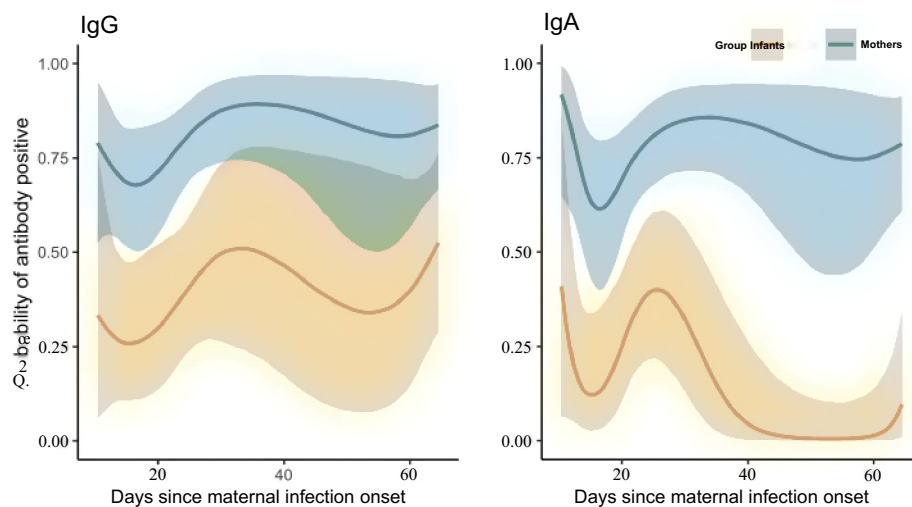 IgG
IgA
Group Infants
Mothers
1.00
0.75
0.50
0.25
0.00
bability of antibody positive
20
40
60
Days since maternal infection onset
1.00
0.75
0.50
0.25
0.00
20
40
60
Days since maternal infection onset